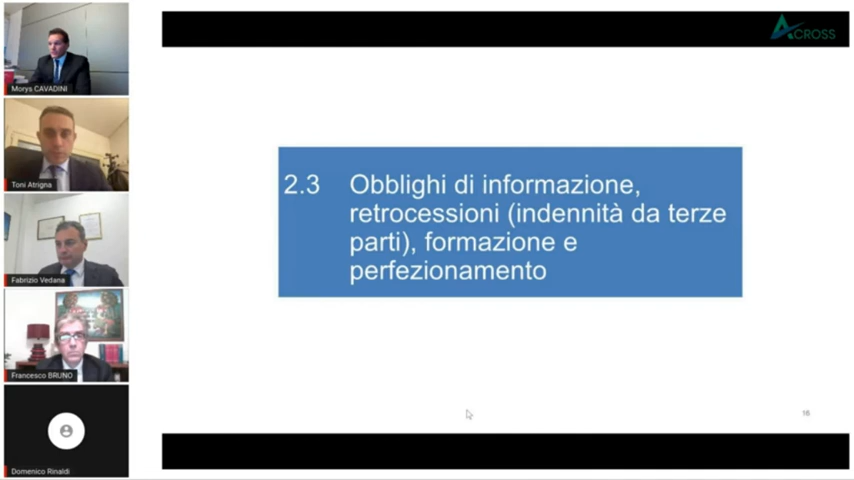 ACROSS
Morys CAVADINI
Toni Atrigna
Fabrizio Vedana
Francesco BRUNO
Domenico Rinaldi
2.3 Obblighi di informazione,
retrocessioni (indennità da terze
parti), formazione e
perfezionamento
16